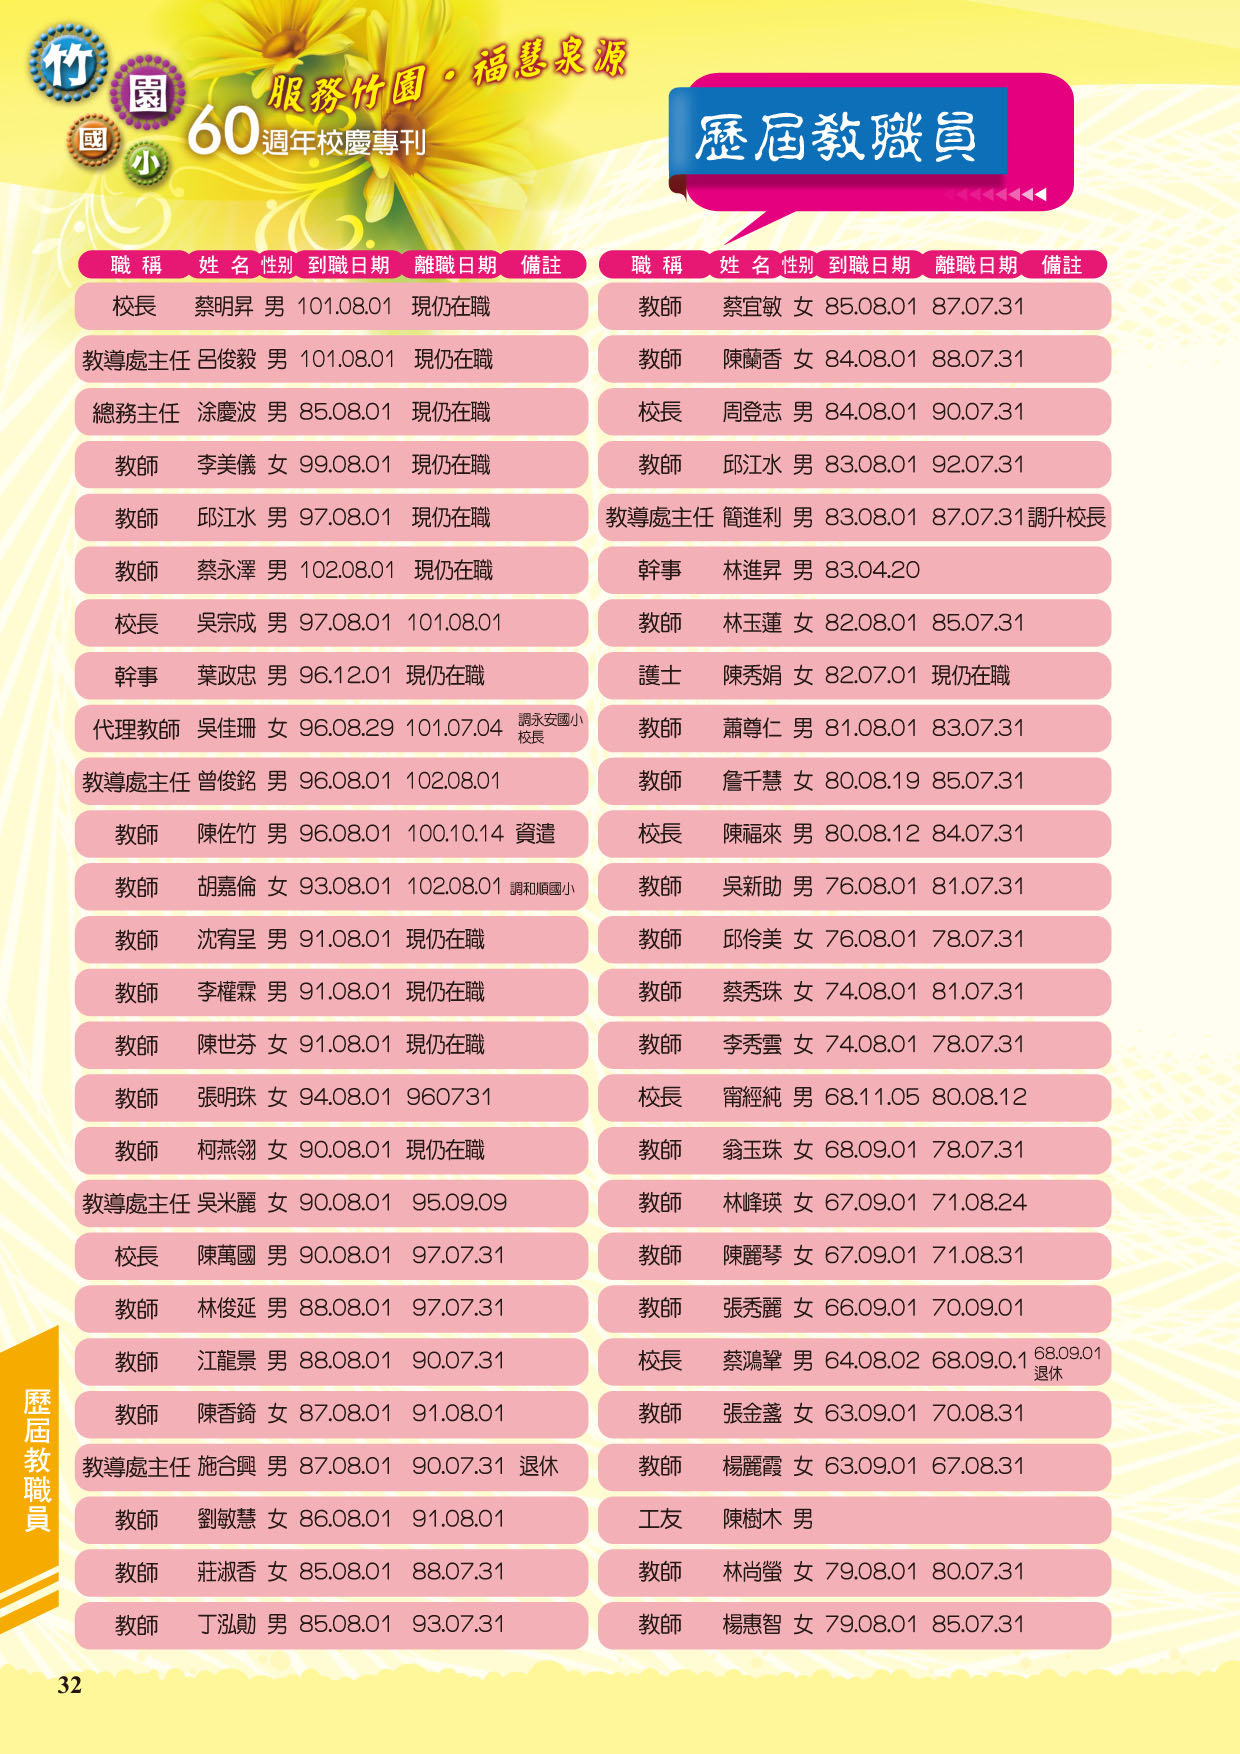 竹園國小
服務竹園・福慧泉源
60週年校慶專刊
歷屆教職員
職稱 姓名 性別 到職日期 離職日期 備註
校長 蔡明昇 男 101.08.01 現仍在職
教導處主任 呂俊毅 男 101.08.01 現仍在職
總務主任 涂慶波 男 85.08.01 現仍在職
教師 李美儀 女 99.08.01 現仍在職
教師 邱江水 男 97.08.01 現仍在職
教師 蔡永澤 男 102.08.01 現仍在職
校長 吳宗成 男 97.08.01 101.08.01
幹事 葉政忠 男 96.12.01 現仍在職
代理教師 吳佳珊 女 96.08.29 101.07.04 調永安國小校長
教導處主任 曾俊銘 男 96.08.01 102.08.01
教師 陳佐竹 男 96.08.01 100.10.14 資遣
教師 胡嘉倫 女 93.08.01 102.08.01 調和順國小
教師 沈宥呈 男 91.08.01 現仍在職
教師 李權霖 男 91.08.01 現仍在職
教師 陳世芬 女 91.08.01 現仍在職
教師 張明珠 女 94.08.01 960731
教師 柯燕翎 女 90.08.01 現仍在職
教導處主任 吳米麗 女 90.08.01 95.09.09
校長 陳萬國 男 90.08.01 97.07.31
教師 林俊延 男 88.08.01 97.07.31
教師 江龍景 男 88.08.01 90.07.31
教師 陳香錡 女 87.08.01 91.08.01
教導處主任 施合興 男 87.08.01 90.07.31 退休
教師 劉敏慧 女 86.08.01 91.08.01
教師 莊淑香 女 85.08.01 88.07.31
教師 丁泓勛 男 85.08.01 93.07.31
職稱 姓名 性別 到職日期 離職日期 備註
教師 蔡宜敏 女 85.08.01 87.07.31
教師 陳蘭香 女 84.08.01 88.07.31
校長 周登志 男 84.08.01 90.07.31
教師 邱江水 男 83.08.01 92.07.31
教導處主任 簡進利 男 83.08.01 87.07.31 調升校長
幹事 林進昇 男 83.04.20
教師 林玉蓮 女 82.08.01 85.07.31
護士 陳秀娟 女 82.07.01 現仍在職
教師 蕭尊仁 男 81.08.01 83.07.31
教師 詹千慧 女 80.08.19 85.07.31
校長 陳福來 男 80.08.12 84.07.31
教師 吳新助 男 76.08.01 81.07.31
教師 邱伶美 女 76.08.01 78.07.31
教師 蔡秀珠 女 74.08.01 81.07.31
教師 李秀雲 女 74.08.01 78.07.31
校長 甯經純 男 68.11.05 80.08.12
教師 翁玉珠 女 68.09.01 78.07.31
教師 林峰瑛 女 67.09.01 71.08.24
教師 陳麗琴 女 67.09.01 71.08.31
教師 張秀麗 女 66.09.01 70.09.01
校長 蔡鴻鞏 男 64.08.02 68.09.0.1 68.09.01退休
教師 張金盞 女 63.09.01 70.08.31
教師 楊麗霞 女 63.09.01 67.08.31
工友 陳樹木 男
教師 林尚螢 女 79.08.01 80.07.31
教師 楊惠智 女 79.08.01 85.07.31
歷屆教職員
32